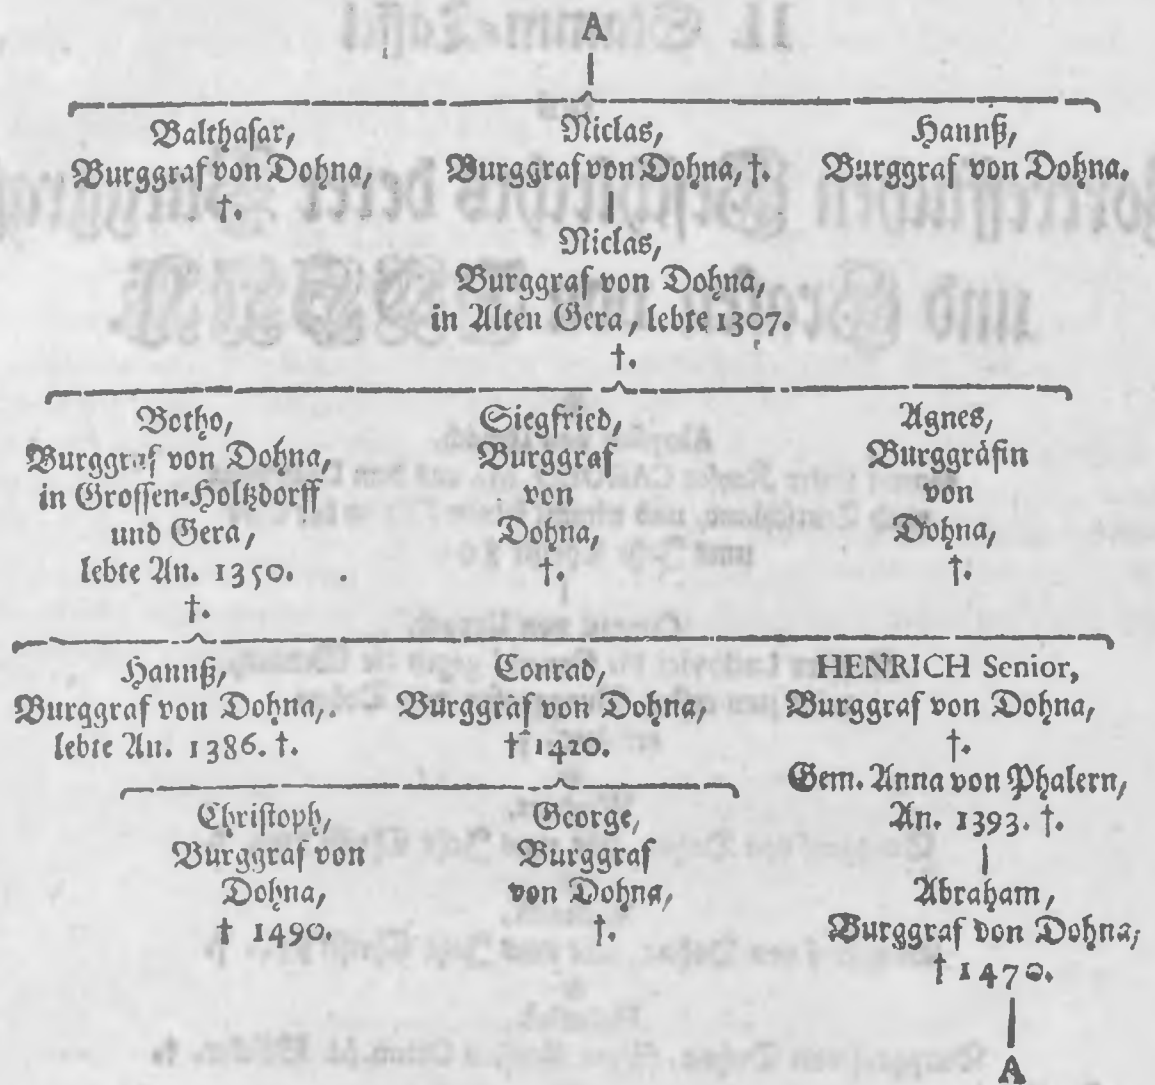 A
Balthasar,
Burggraf von Dohna,
†.
Niclas,
Burggraf von Dohna, †.
Hannß,
Burggraf von Dohna.
Niclas,
Burggraf von Dohna,
in Alten Gera, lebte 1307.
†.
Botho,
Burggraf von Dohna,
in Grossen-Holtzdorff
und Gera,
lebte An. 1350.
†.
Siegfried,
Burggraf
von
Dohna,
†.
Agnes,
Burggräfin
von
Dohna,
†.
Hannß,
Burggraf von Dohna,
lebte An. 1386. †.
Conrad,
Burggraf von Dohna,
† 1420.
HENRICH Senior,
Burggraf von Dohna,
†.
Gem. Anna von Phalern,
An. 1393. †.
Christoph,
Burggraf von
Dohna,
† 1490.
George,
Burggraf
von Dohna,
†.
Abraham,
Burggraf von Dohna,
† 1470.
A